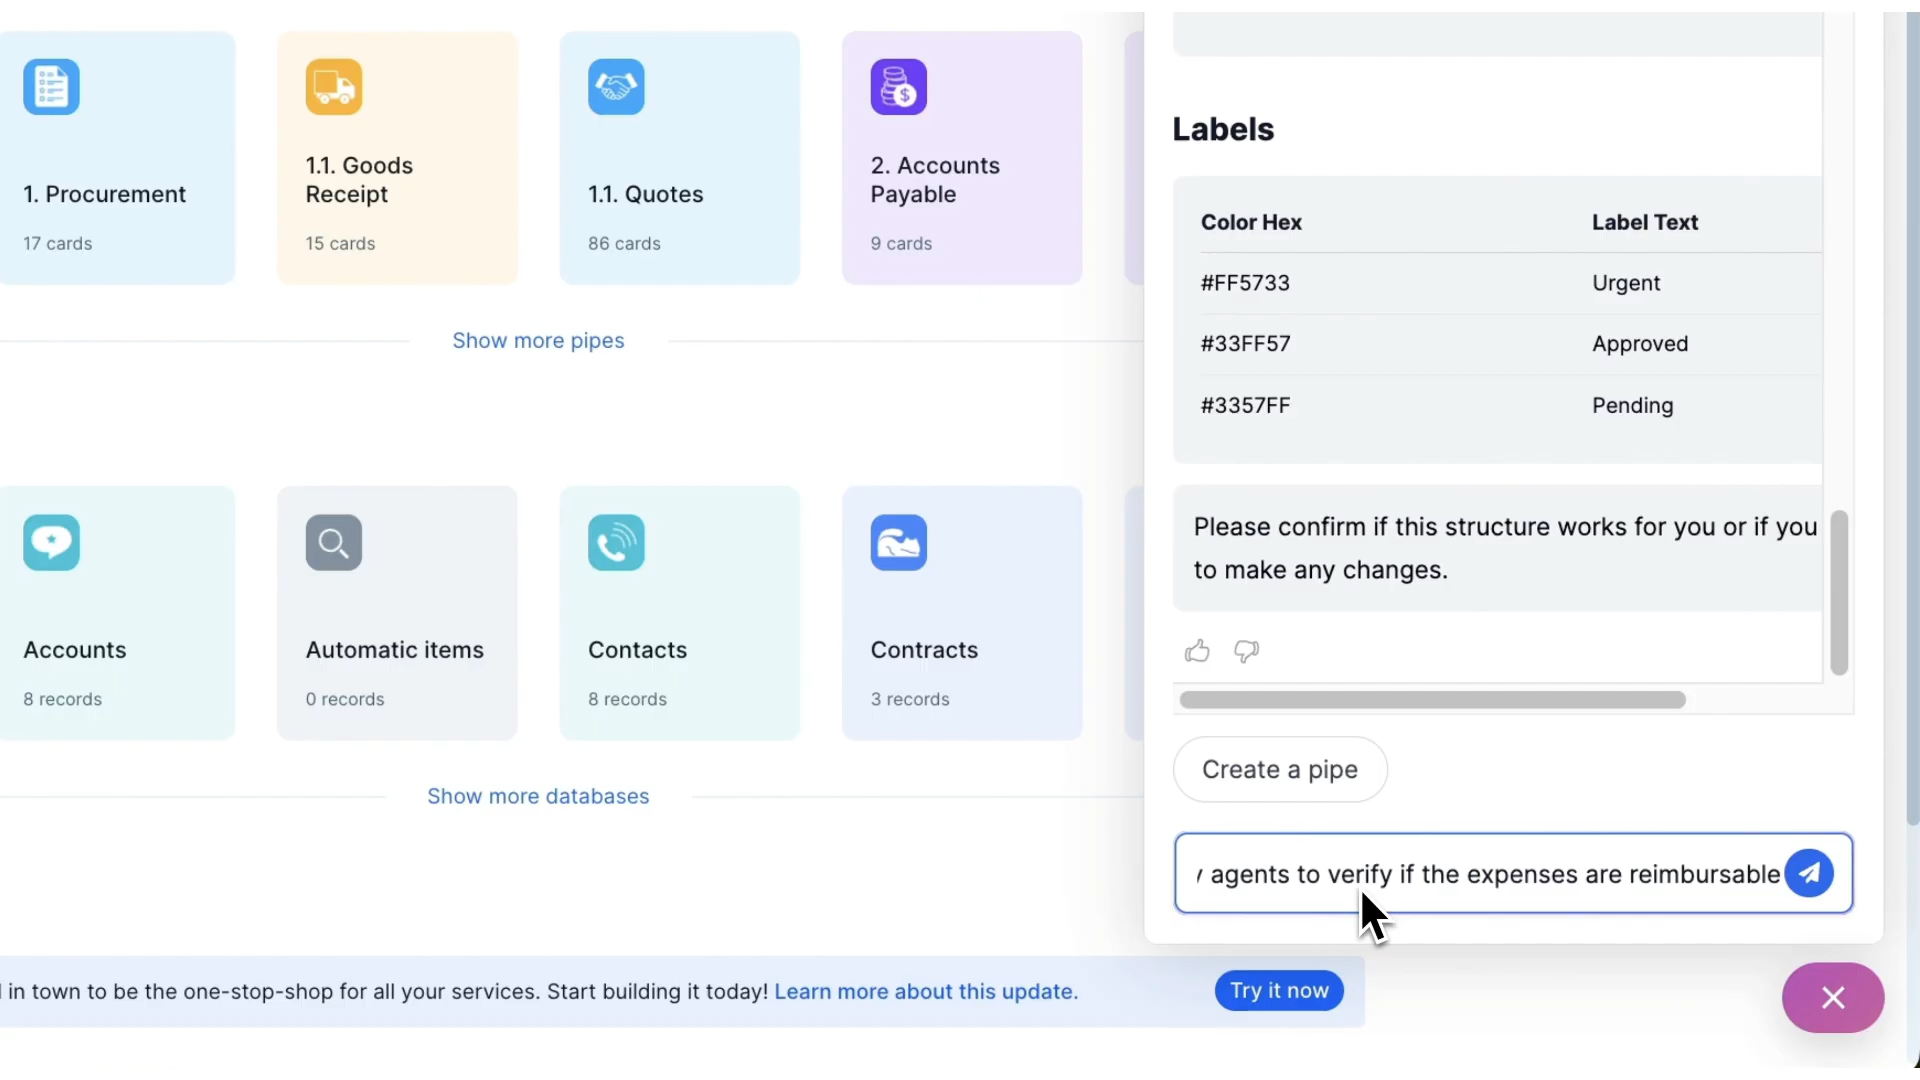 1. Procurement
17 cards
1.1. Goods
Receipt
15 cards
1.1. Quotes
86 cards
2. Accounts
Payable
9 cards
Show more pipes
Accounts
8 records
Automatic items
0 records
Contacts
8 records
Contracts
3 records
Show more databases
in town to be the one-stop-shop for all your services. Start building it today! Learn more about this update.
Try it now
Labels
Color Hex Label Text
#FF5733 Urgent
#33FF57 Approved
#3357FF Pending
Please confirm if this structure works for you or if you
to make any changes.
Create a pipe
agents to verify if the expenses are reimbursable